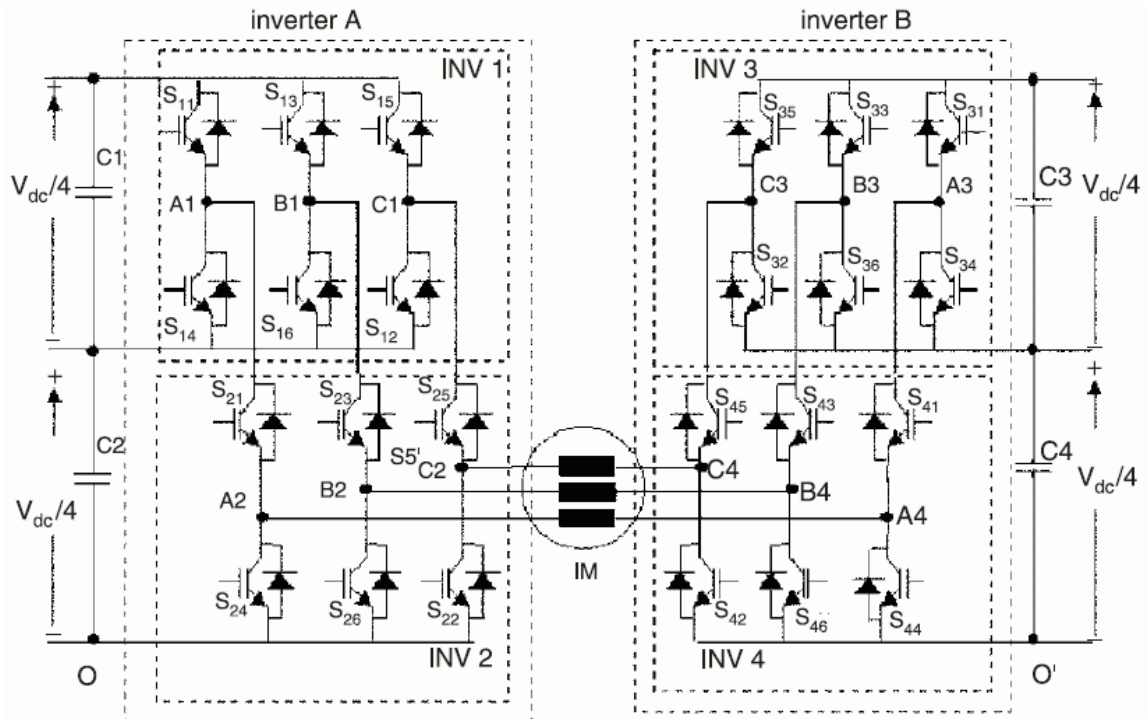 inverter A
inverter B
INV 1
INV 3
S11
S13
S15
S35
S33
S31
+
+
C1
Vdc/4
A1
B1
C1
C3
B3
A3
C3
Vdc/4
S14
S16
S12
S32
S36
S34
−
−
+
+
S21
S23
S25
S45
S43
S41
C2
S5'
C2
C4
C4
Vdc/4
B2
B4
Vdc/4
A2
A4
IM
S24
S26
S22
S42
S46
S44
−
−
O
INV 2
INV 4
O'